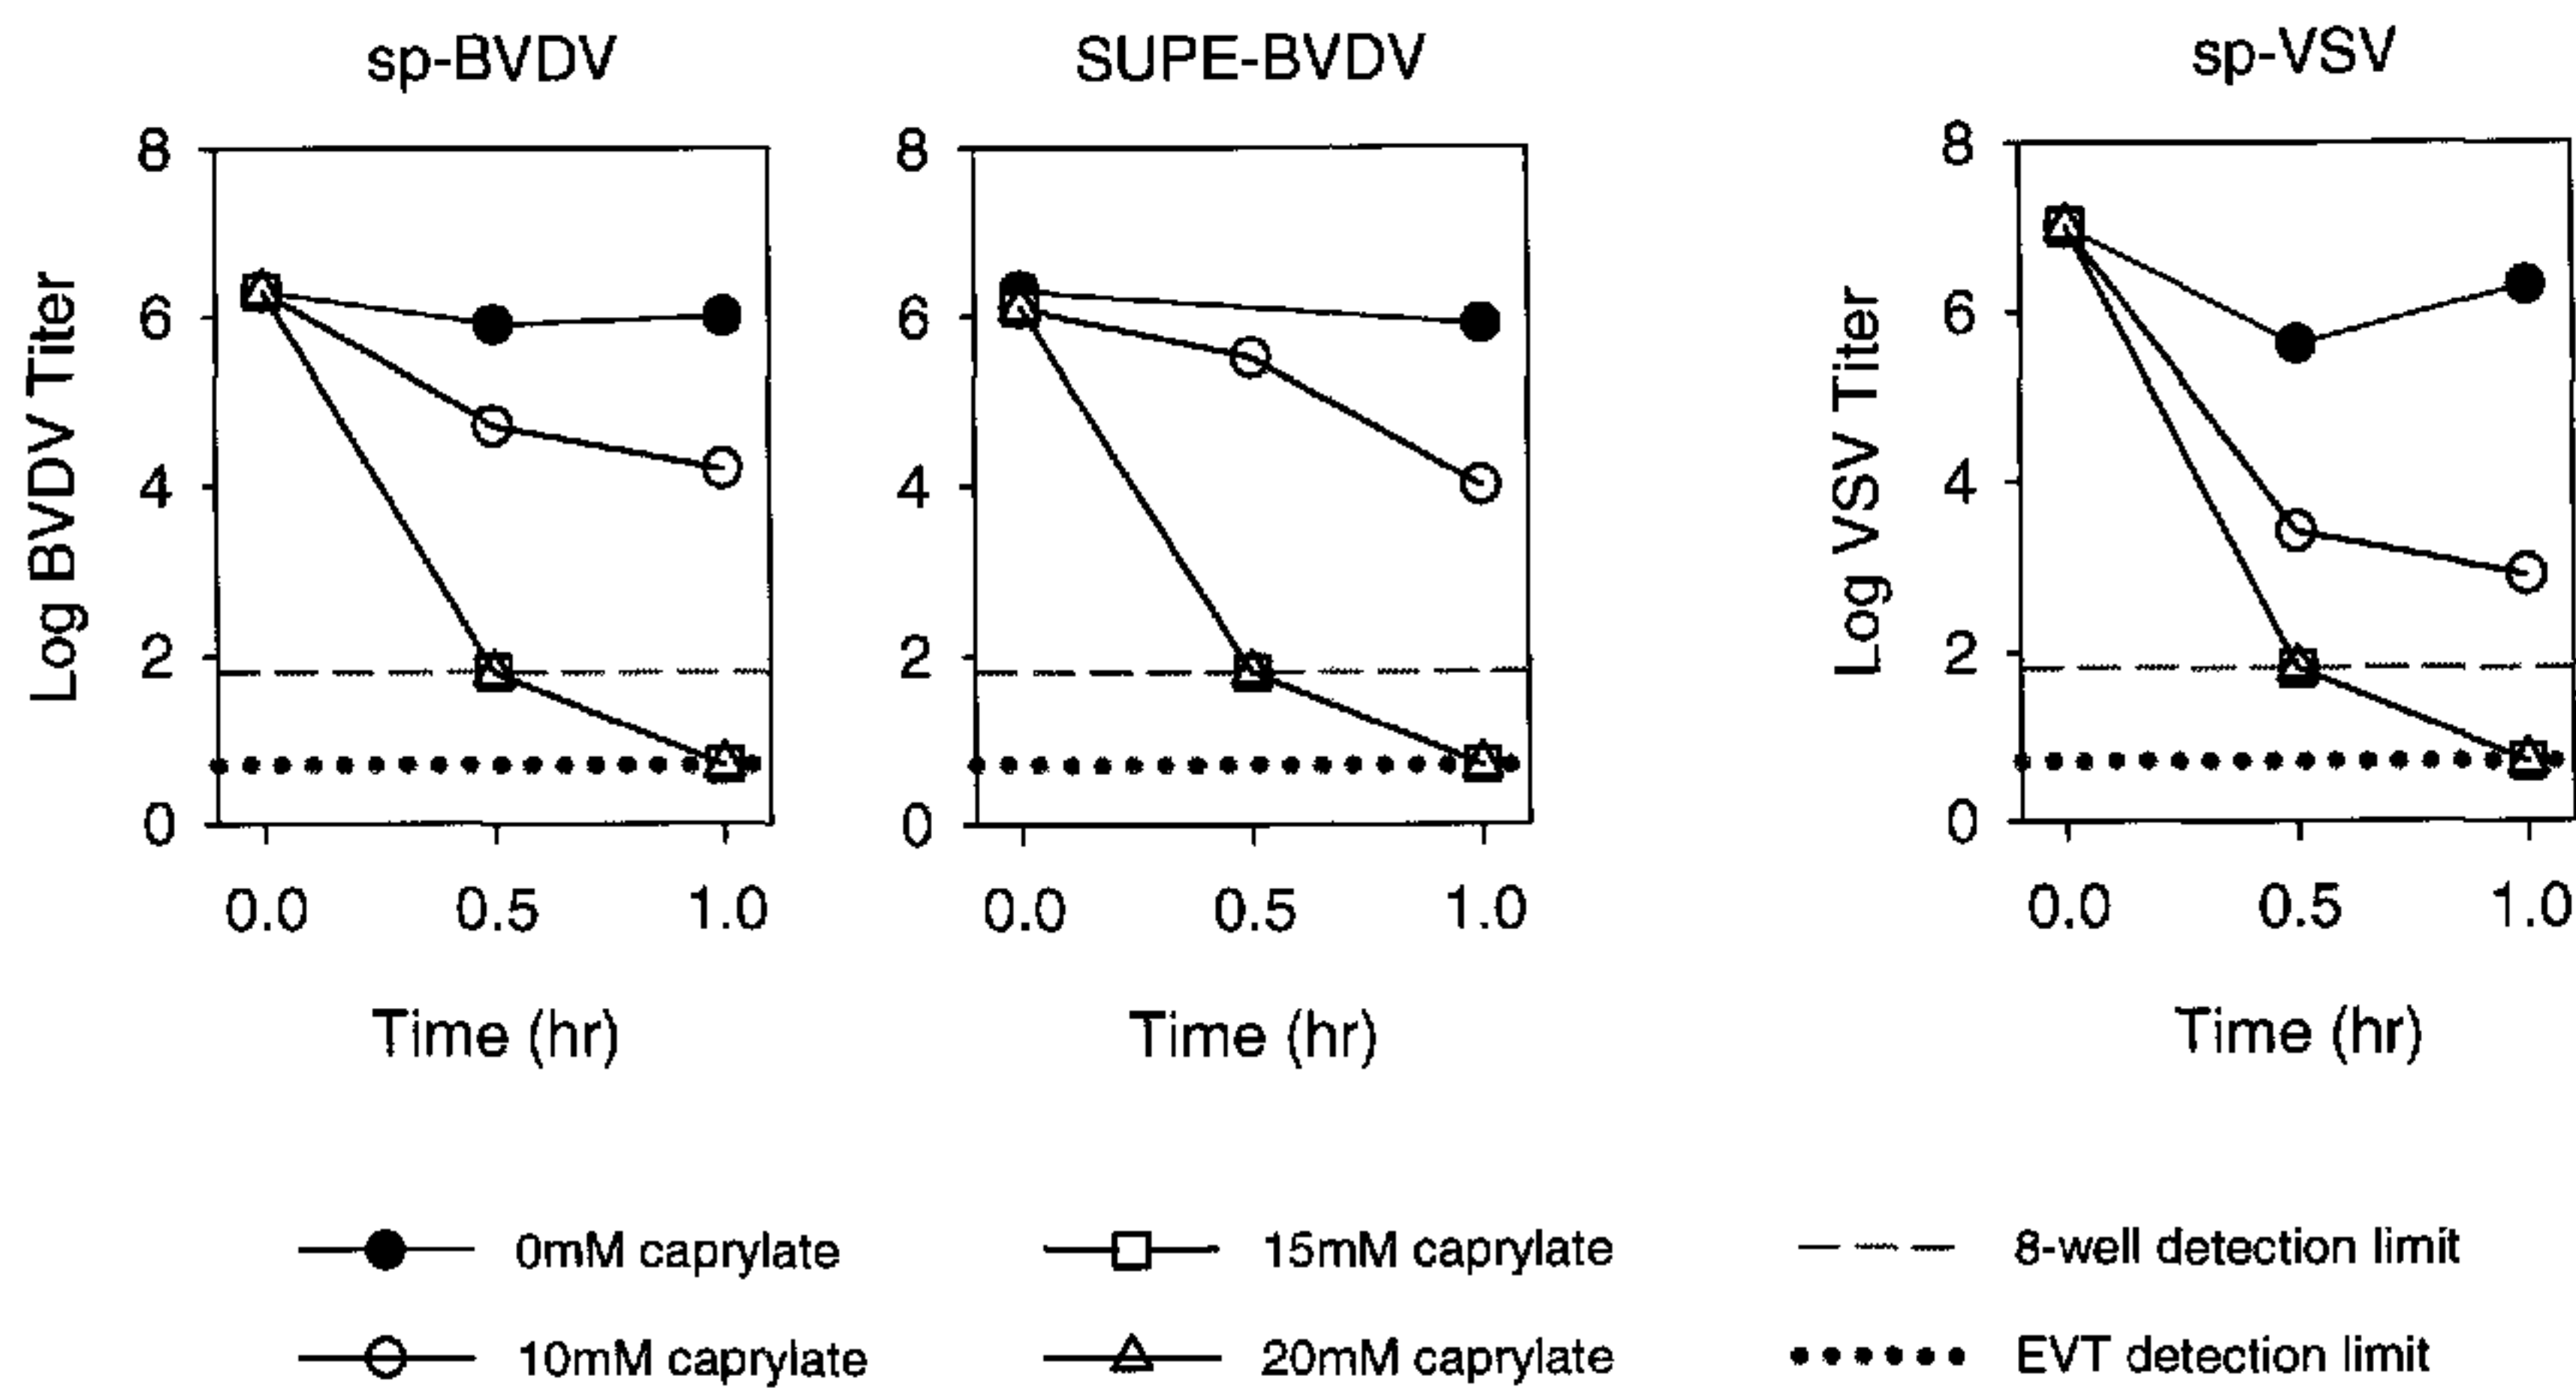 sp-BVDV
SUPE-BVDV
sp-VSV
Log BVDV Titer
8
6
4
2
0
0.0 0.5 1.0
Time (hr)
8
6
4
2
0
0.0 0.5 1.0
Time (hr)
Log VSV Titer
8
6
4
2
0
0.0 0.5 1.0
Time (hr)
0mM caprylate
15mM caprylate
8-well detection limit
10mM caprylate
20mM caprylate
EVT detection limit